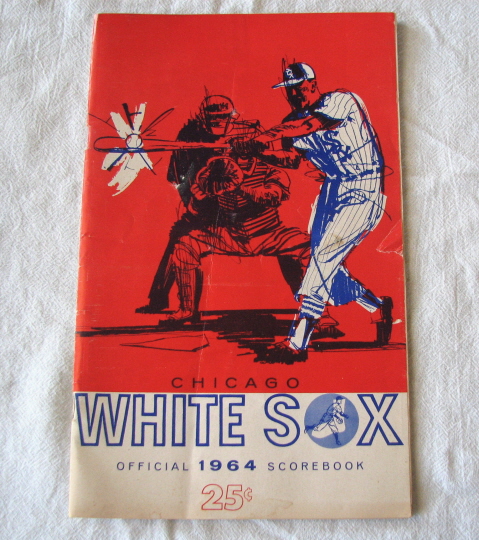 CHICAGO
WHITE SOX
OFFICIAL 1964 SCOREBOOK
25¢